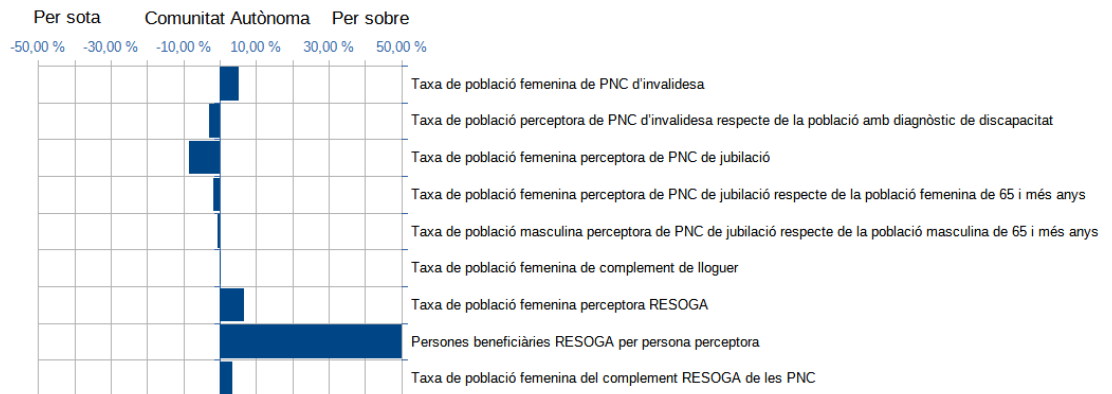 Per sota Comunitat Autònoma Per sobre
-50,00 % -30,00 % -10,00 % 10,00 % 30,00 % 50,00 %
Taxa de població femenina de PNC d'invalidesa
Taxa de població perceptora de PNC d'invalidesa respecte de la població amb diagnòstic de discapacitat
Taxa de població femenina perceptora de PNC de jubilació
Taxa de població femenina perceptora de PNC de jubilació respecte de la població femenina de 65 i més anys
Taxa de població masculina perceptora de PNC de jubilació respecte de la població masculina de 65 i més anys
Taxa de població femenina de complement de lloguer
Taxa de població femenina perceptora RESOGA
Persones beneficiàries RESOGA per persona perceptora
Taxa de població femenina del complement RESOGA de les PNC